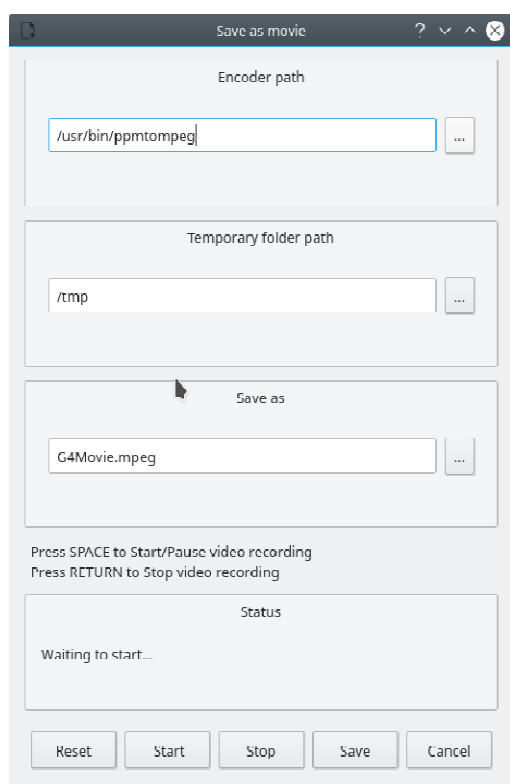 Save as movie
Encoder path
/usr/bin/ppmtompeg
...
Temporary folder path
/tmp
...
Save as
G4Movie.mpeg
...
Press SPACE to Start/Pause video recording
Press RETURN to Stop video recording
Status
Waiting to start...
Reset Start Stop Save Cancel